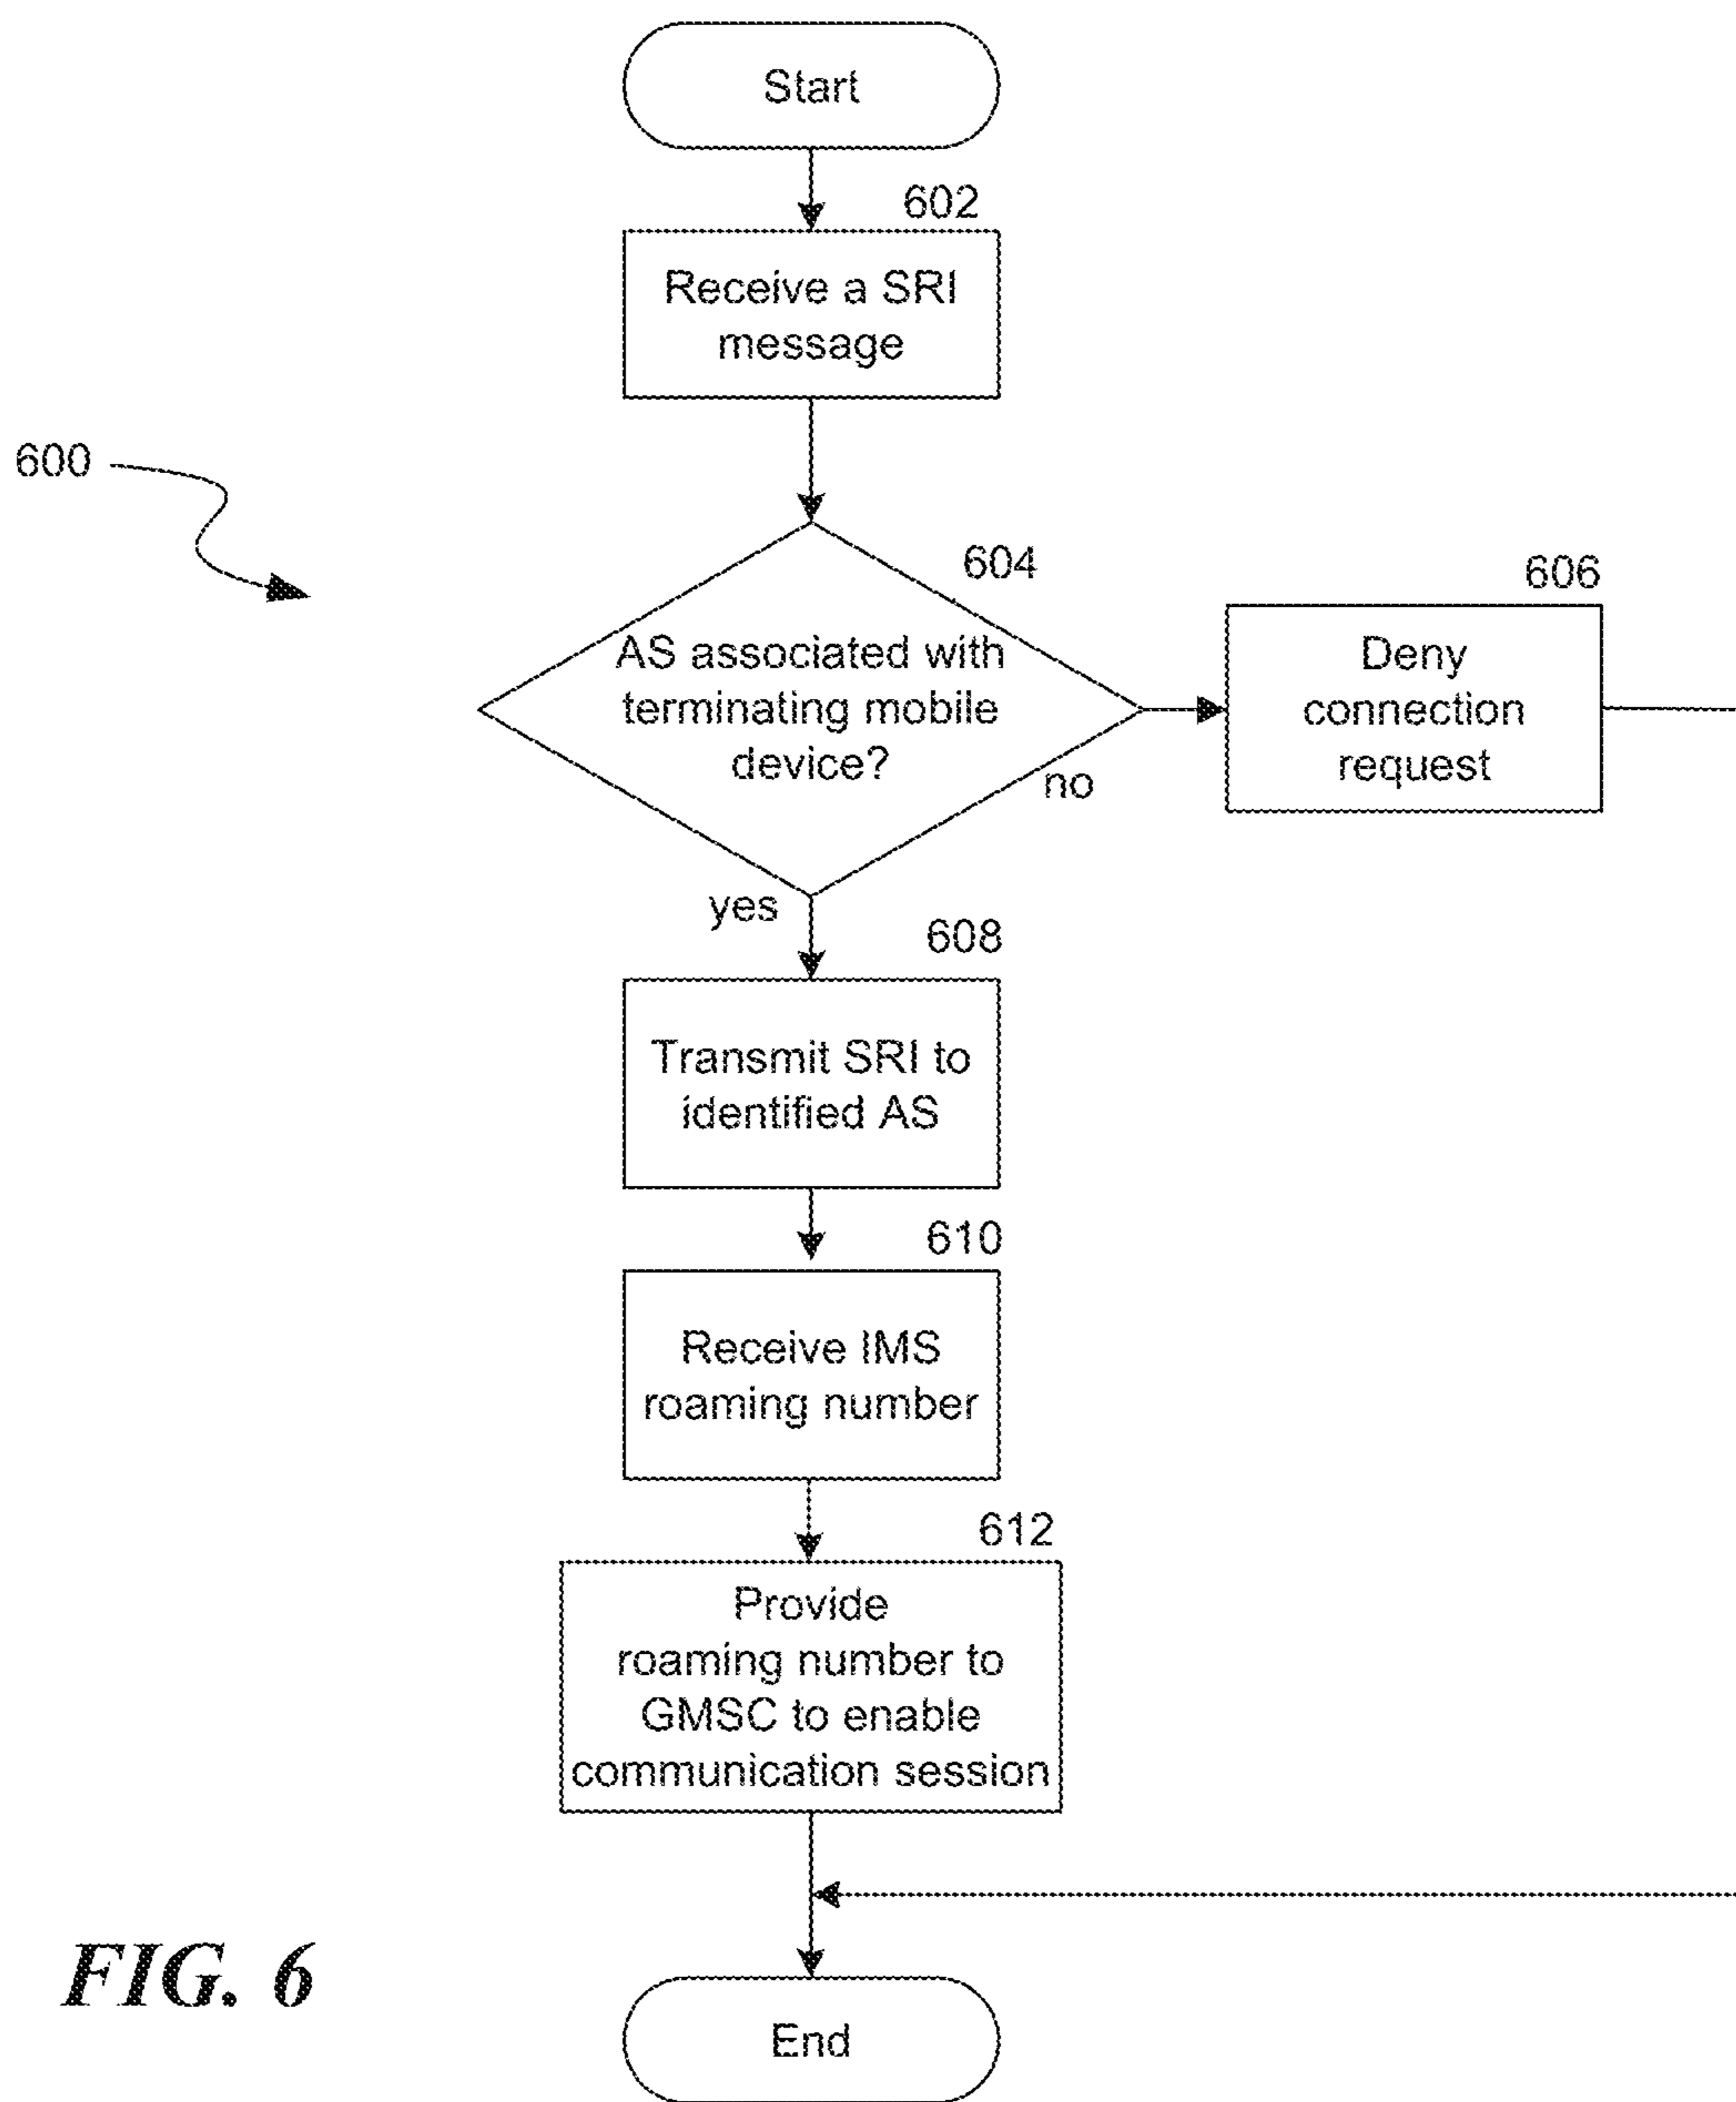 Start
602
Receive a SRI
message
600
604
AS associated with
terminating mobile
device?
606
Deny
connection
request
no
yes
608
Transmit SRI to
identified AS
610
Receive IMS
roaming number
612
Provide
roaming number to
GMSC to enable
communication session
FIG. 6
End